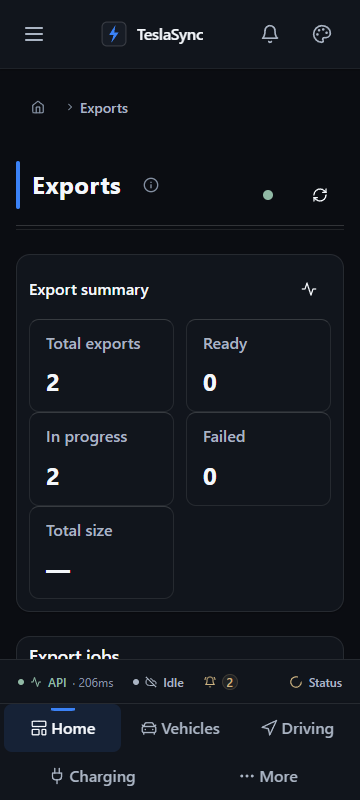 TeslaSync
Exports
Exports
Export summary
Total exports
2
Ready
0
In progress
2
Failed
0
Total size
—
Export jobs
API · 206ms
Idle
2
Status
Home
Vehicles
Driving
Charging
More